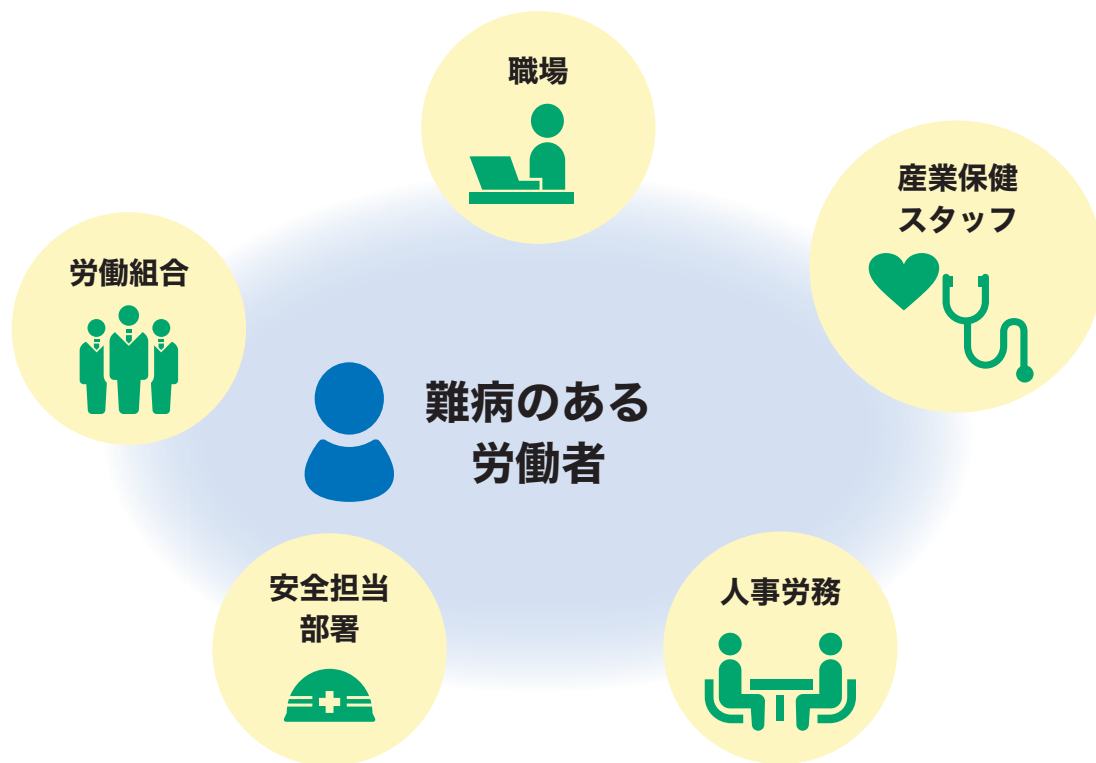 職場
産業保健
スタッフ
労働組合
難病のある
労働者
安全担当
部署
人事労務